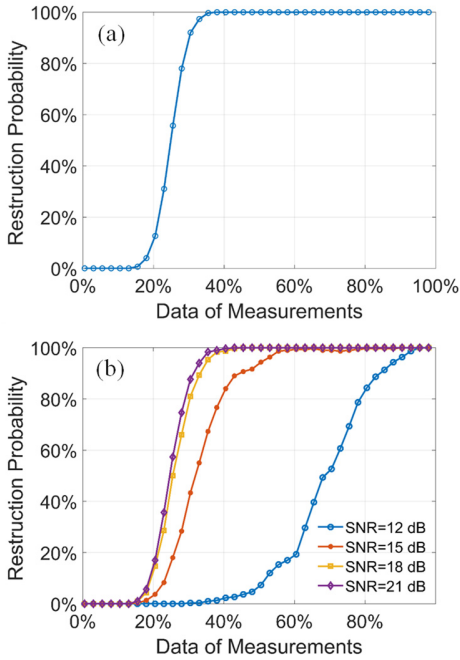 (a)
100%
80%
60%
40%
20%
0%
Restruction Probability
0% 20% 40% 60% 80% 100%
Data of Measurements
(b)
100%
80%
60%
40%
20%
0%
Restruction Probability
SNR=12 dB
SNR=15 dB
SNR=18 dB
SNR=21 dB
0% 20% 40% 60% 80% 100%
Data of Measurements